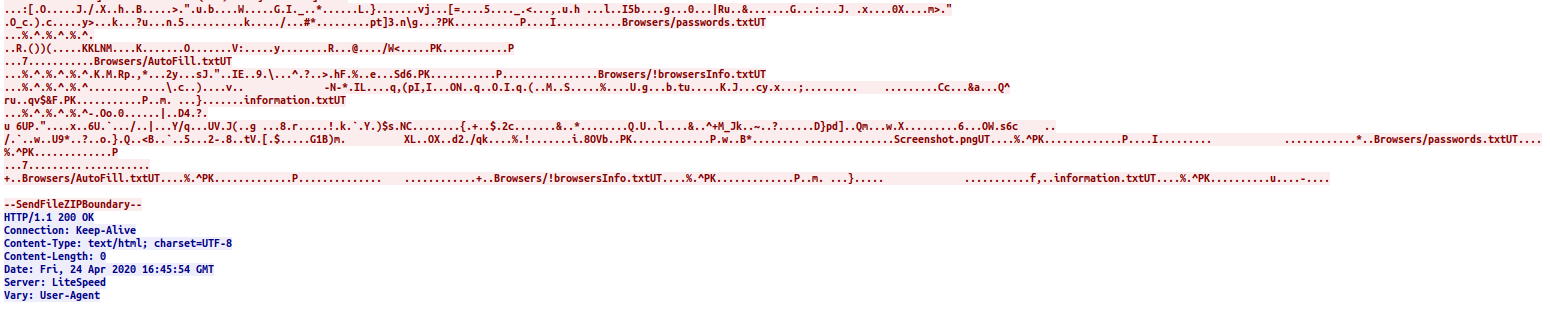 ...:[.O.....J./.X..h..B.....>.".u.b...W.....G.I._..*......L.}.......vj...[=....5...._.<...,.u.h ...l..I5b....g...0...|Ru..&.......G...:...J. .x....0X....m>."
.O_c.).c.....y>...k...?u...n.5..........k...../...#*.........pt]3.n\g...?PK...........P....I...........Browsers/passwords.txtUT
...%.^.^.%.^.^.
..R.())(.....KKLNM....K.......O.......V:.....y........R...@..../W<.....PK...........P
...7...........Browsers/AutoFill.txtUT
...%.^.%.^.%.^.K.M.Rp.,*...2y...sJ."..IE..9.\...^.?..>.hF.%..e...Sd6.PK...........P................Browsers/!browsersInfo.txtUT
...%.^.%.^.%.^.............\.c..)....v.. -N-*.IL....q,(pI,I...ON..q..O.I.q.(..M..S.....%....U.g...b.tu.....K.J...cy.x...;......... .........Cc...&a...Q^
ru..qv$&F.PK...........P..m. ...}.......information.txtUT
...%.^.%.^.%.^-.Oo.0......|..D4.?.
u 6UP."....x..6U.`.../..|...Y/q...UV.J(..g ...8.r.....!.k.`.Y.)$s.NC........{.+..$.2c.......&..*........Q.U..l....&..^+M_Jk..~..?......D}pd]..Qm...w.X.........6...OW.s6c ..
/.`..w..U9*..?..o.}.Q..<B..`..5...2-.8..tV.[.$.....G1B)m. XL..OX..d2./qk....%.!.......i.8OVb..PK.............P.w..B*........ ...............Screenshot.pngUT....%.^PK.............P....I......... ............*..Browsers/passwords.txtUT....
%.^PK.............P
...7......... ...........
+..Browsers/AutoFill.txtUT....%.^PK............P.............. ............+..Browsers/!browsersInfo.txtUT....%.^PK............P..m. ...}..... ...........f,..information.txtUT....%.^PK..........u....-....
--SendFileZIPBoundary--
HTTP/1.1 200 OK
Connection: Keep-Alive
Content-Type: text/html; charset=UTF-8
Content-Length: 0
Date: Fri, 24 Apr 2020 16:45:54 GMT
Server: LiteSpeed
Vary: User-Agent